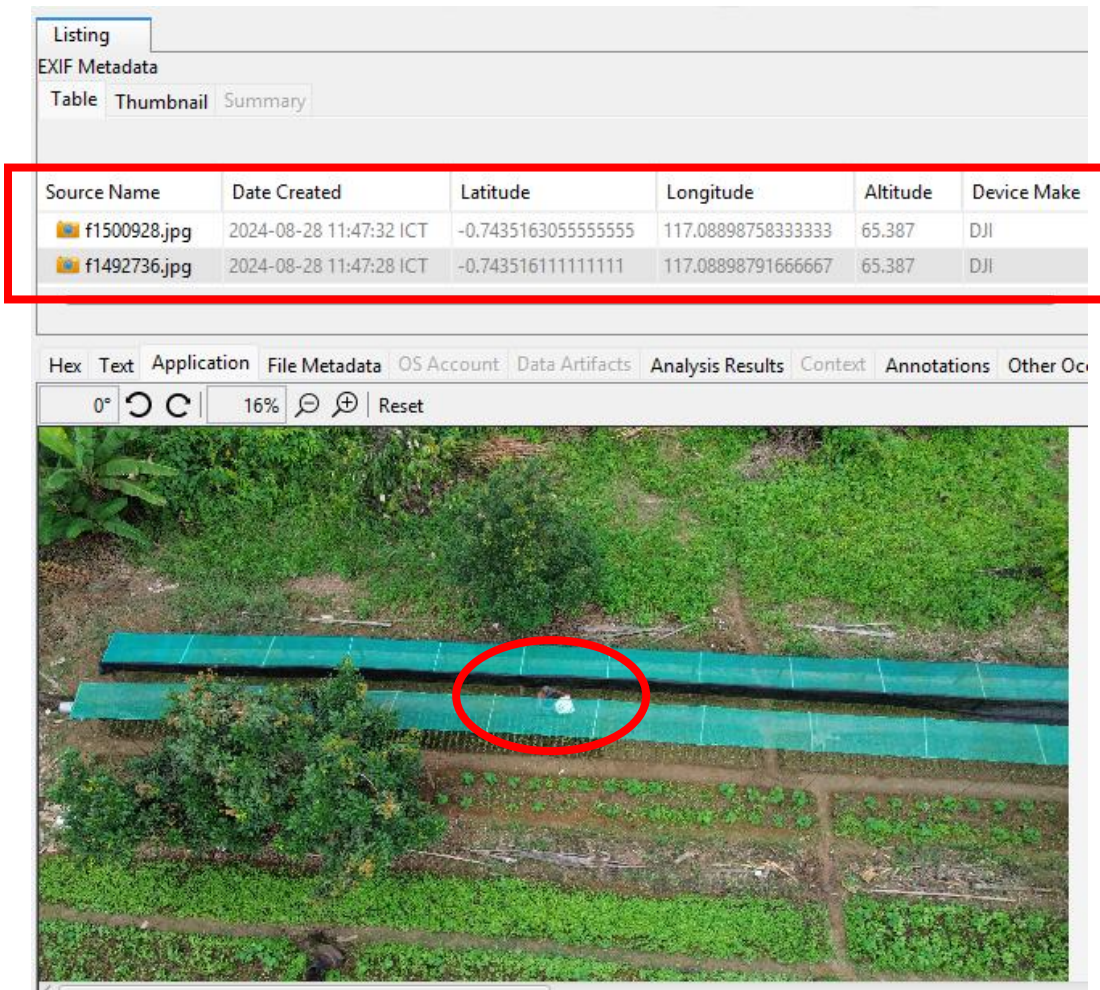 Listing
EXIF Metadata
Table Thumbnail Summary
Source Name Date Created Latitude Longitude Altitude Device Make
f1500928.jpg 2024-08-28 11:47:32 ICT -0.7435163055555555 117.08898758333333 65.387 DJI
f1492736.jpg 2024-08-28 11:47:28 ICT -0.743516111111111 117.08898791666667 65.387 DJI
Hex Text Application File Metadata OS Account Data Artifacts Analysis Results Context Annotations Other Occ
0° 16% Reset